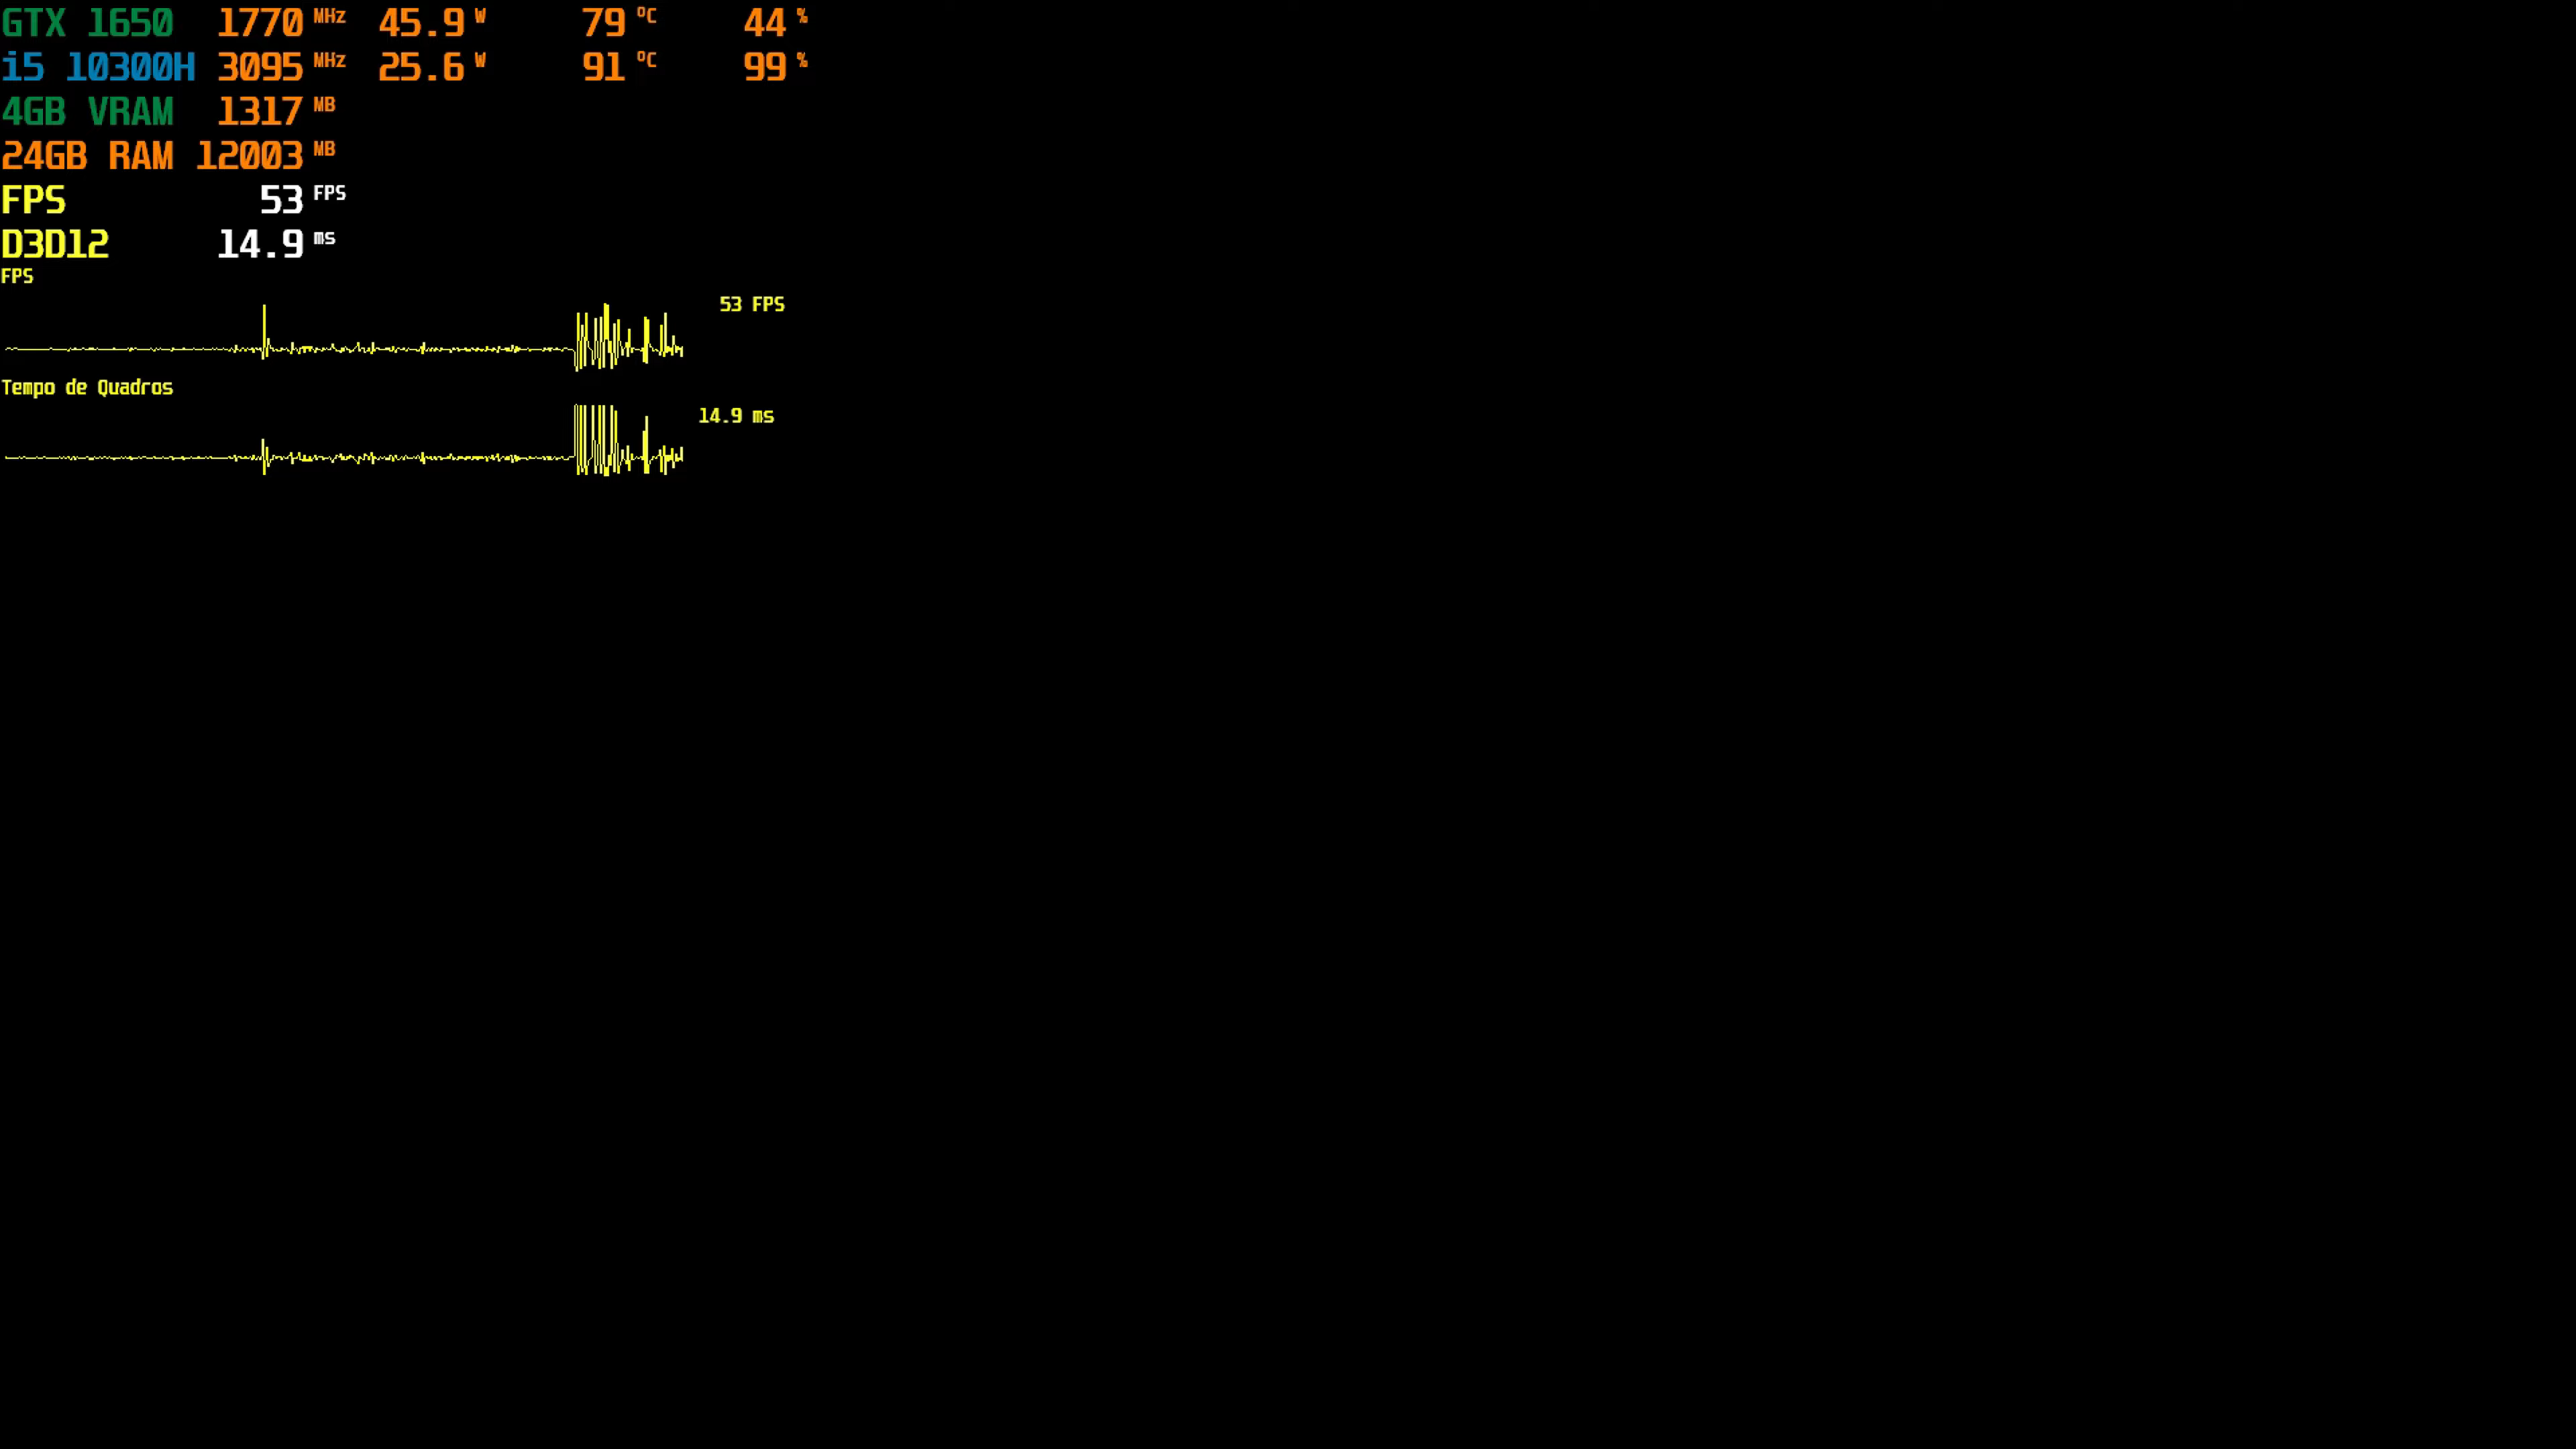 GTX 1650 1770 MHz 45.9 W 79 °C 44 %
i5 10300H 3095 MHz 25.6 W 91 °C 99 %
4GB VRAM 1317 MB
24GB RAM 12003 MB
FPS 53 FPS
D3D12 14.9 ms
FPS
53 FPS
Tempo de Quadros
14.9 ms